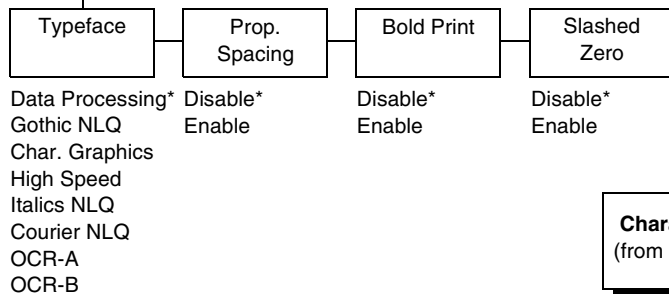 Typeface
Prop.
Spacing
Bold Print
Slashed
Zero
Data Processing*
Gothic NLQ
Char. Graphics
High Speed
Italics NLQ
Courier NLQ
OCR-A
OCR-B
Disable*
Enable
Disable*
Enable
Disable*
Enable
(from